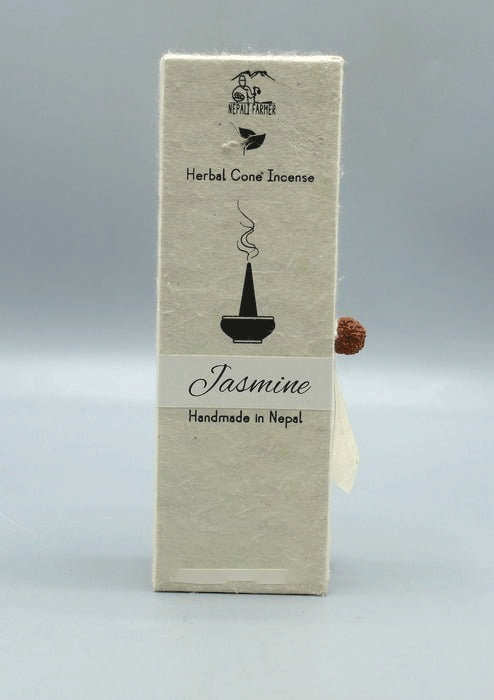 NEPALI FARMER
Herbal Cone Incense
Jasmine
Handmade in Nepal